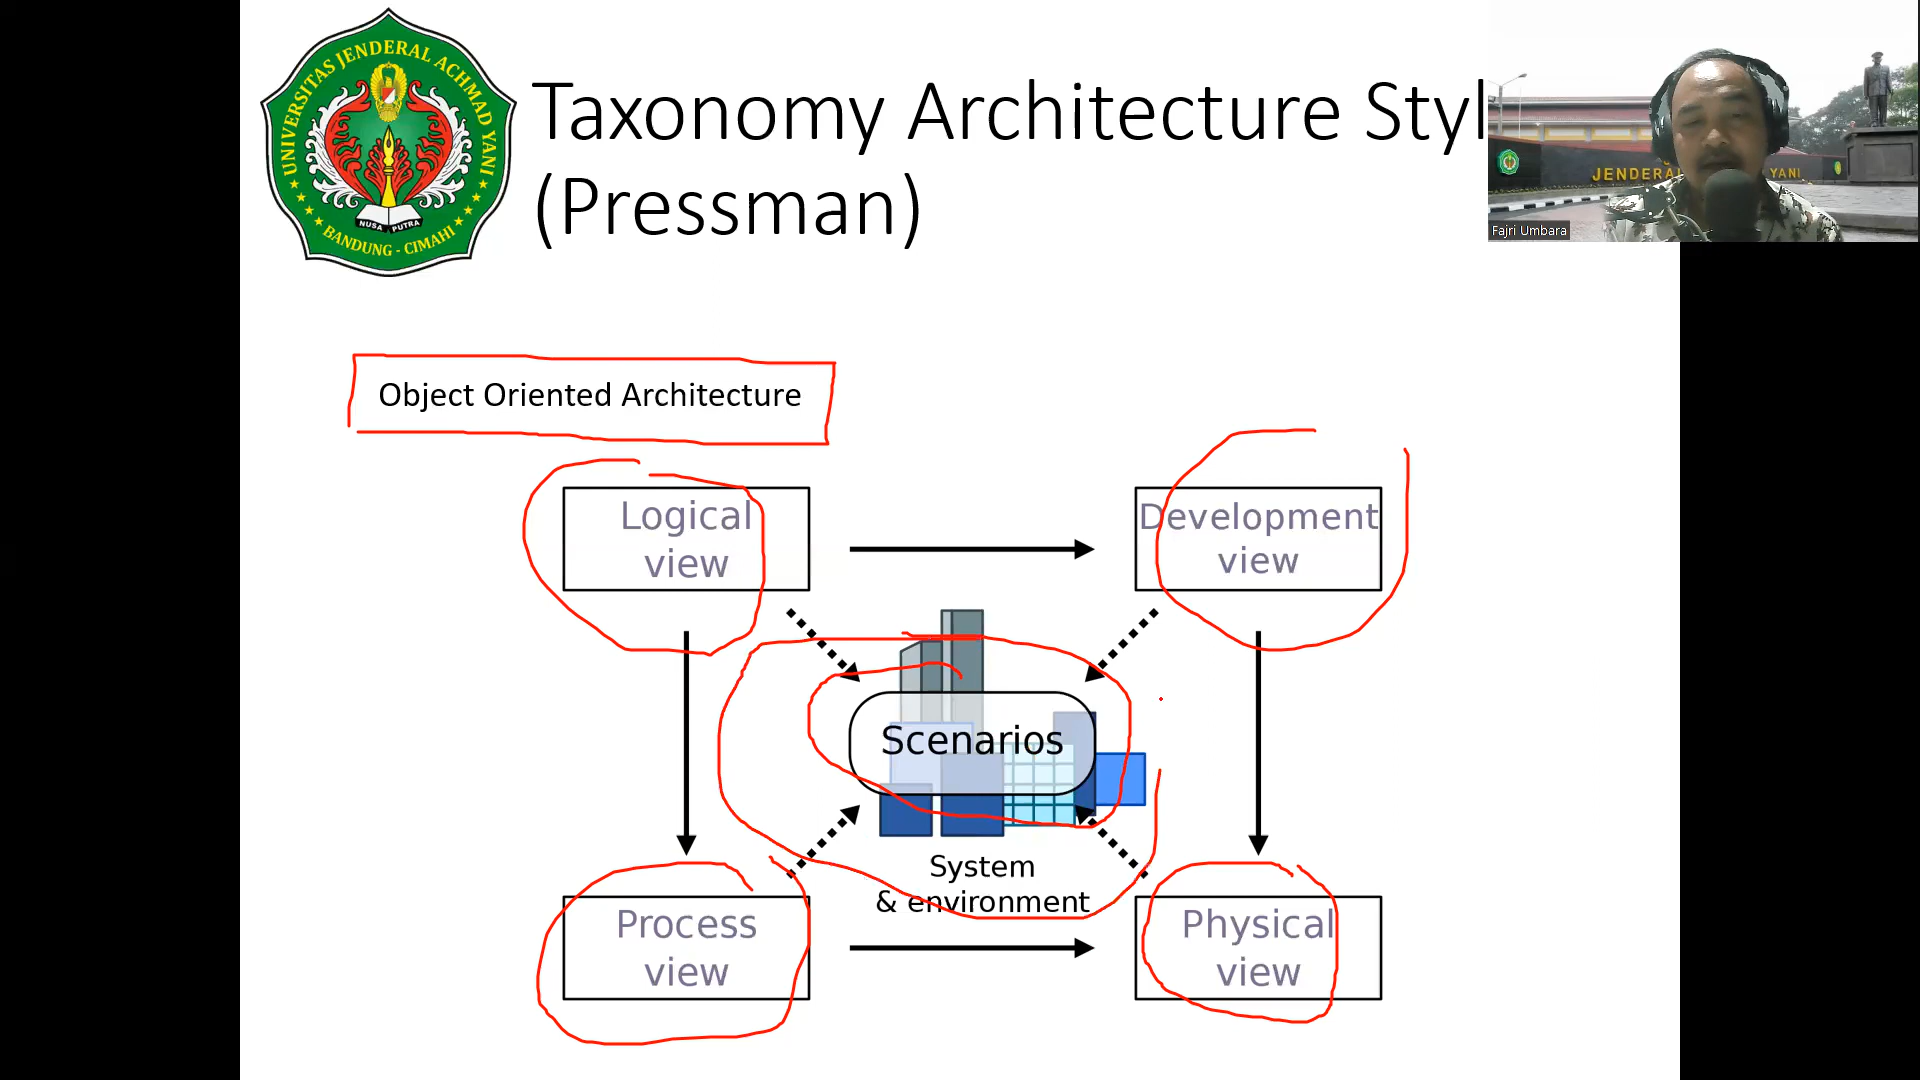 UNIVERSITAS JENDERAL ACHMAD YANI
NUSA PUTRA
BANDUNG - CIMAHI
Taxonomy Architecture Styl
(Pressman)
JENDERAL
YANI
Fajri Umbara
Object Oriented Architecture
Logical
view
Development
view
Scenarios
System
& environment
Process
view
Physical
view